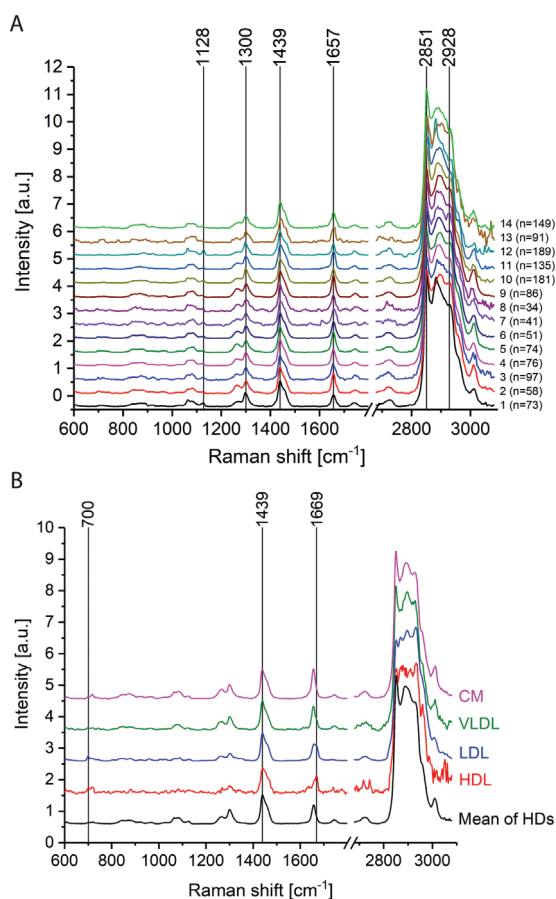 A
1128
1300
1439
1657
2851
2928
12
11
10
9
8
7
6
5
4
3
2
1
0
Intensity [a.u.]
14 (n=149)
13 (n=91)
12 (n=189)
11 (n=135)
10 (n=181)
9 (n=86)
8 (n=34)
7 (n=41)
6 (n=51)
5 (n=74)
4 (n=76)
3 (n=97)
2 (n=58)
1 (n=73)
600 800 1000 1200 1400 1600 2800 3000
Raman shift [cm⁻¹]
B
700
1439
1669
10
9
8
7
6
5
4
3
2
1
0
Intensity [a.u.]
CM
VLDL
LDL
HDL
Mean of HDs
600 800 1000 1200 1400 1600 2800 3000
Raman shift [cm⁻¹]